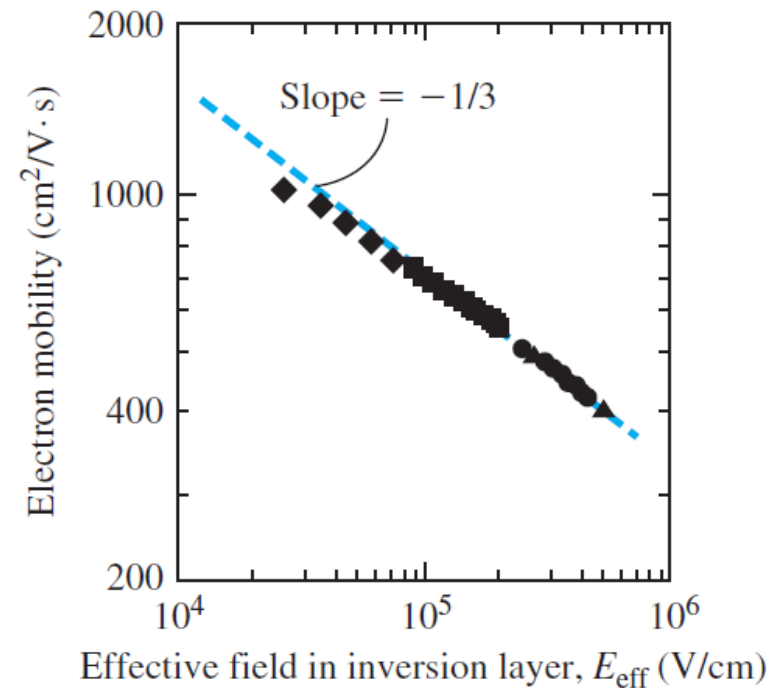 2000
Slope = −1/3
1000
400
200
10⁴
10⁵
10⁶
Electron mobility (cm²/V·s)
Effective field in inversion layer, E_eff (V/cm)